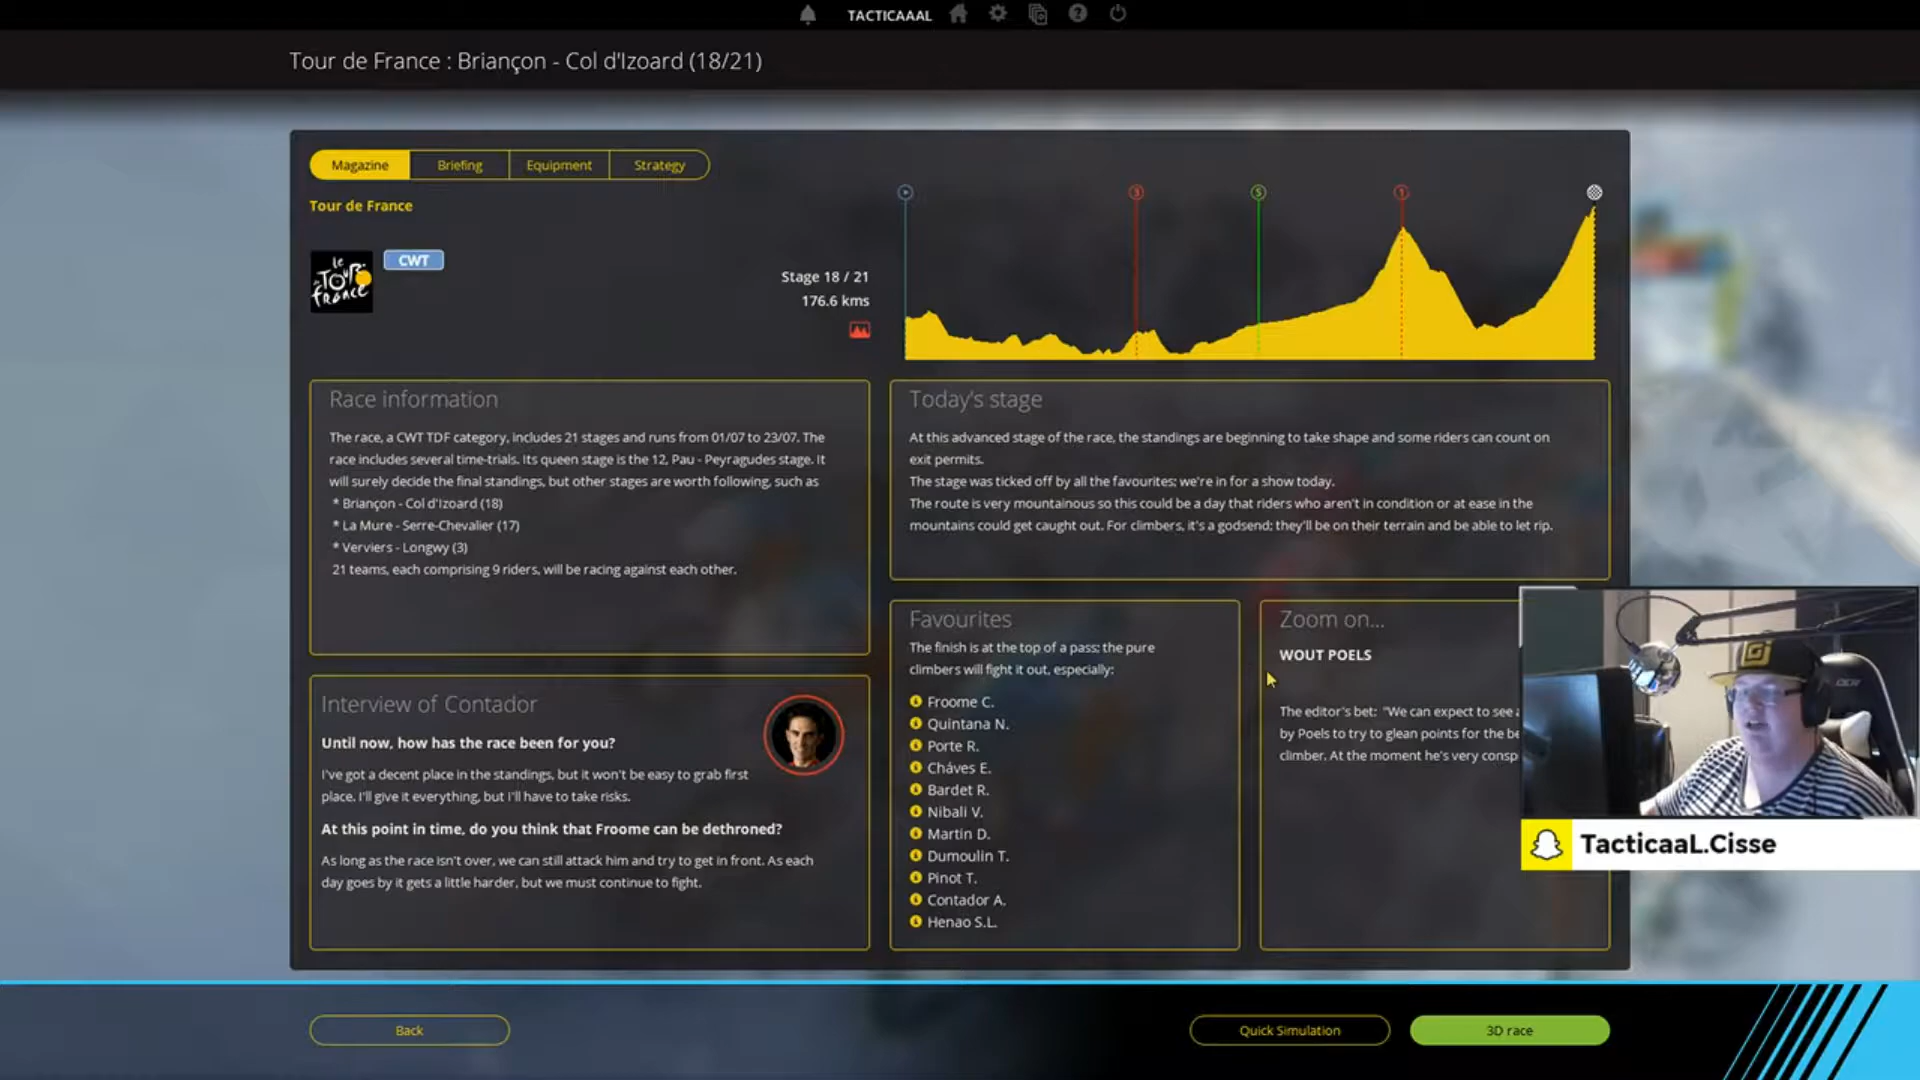 TACTICAAAL
Tour de France : Briançon - Col d'Izoard (18/21)
Magazine
Briefing
Equipment
Strategy
Tour de France
le
TOUR
de
france
CWT
Stage 18 / 21
176.6 kms
3
S
1
Race information
The race, a CWT TDF category, includes 21 stages and runs from 01/07 to 23/07. The
race includes several time-trials. Its queen stage is the 12, Pau - Peyragudes stage. It
will surely decide the final standings, but other stages are worth following, such as
* Briançon - Col d'Izoard (18)
* La Mure - Serre-Chevalier (17)
* Verviers - Longwy (3)
21 teams, each comprising 9 riders, will be racing against each other.
Today's stage
At this advanced stage of the race, the standings are beginning to take shape and some riders can count on
exit permits.
The stage was ticked off by all the favourites; we're in for a show today.
The route is very mountainous so this could be a day that riders who aren't in condition or at ease in the
mountains could get caught out. For climbers, it's a godsend; they'll be on their terrain and be able to let rip.
Interview of Contador
Until now, how has the race been for you?
I've got a decent place in the standings, but it won't be easy to grab first
place. I'll give it everything, but I'll have to take risks.
At this point in time, do you think that Froome can be dethroned?
As long as the race isn't over, we can still attack him and try to get in front. As each
day goes by it gets a little harder, but we must continue to fight.
Favourites
The finish is at the top of a pass; the pure
climbers will fight it out, especially:
Froome C.
Quintana N.
Porte R.
Cháves E.
Bardet R.
Nibali V.
Martin D.
Dumoulin T.
Pinot T.
Contador A.
Henao S.L.
Zoom on...
WOUT POELS
The editor's bet: "We can expect to see
by Poels to try to glean points for the be
climber. At the moment he's very consp
TacticaaL.Cisse
Back
Quick Simulation
3D race